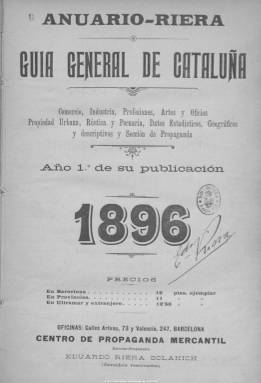 ANUARIO-RIERA
GUIA GENERAL DE CATALUÑA
Comercio, Industria, Profesiones, Artes y Oficios
Propiedad Urbana, Rústica y Pecuaria, Datos Estadísticos, Geográficos
y descriptivos y Sección de Propaganda
Año 1.º de su publicación
1896
PRECIOS
En Barcelona
En Provincias
En Ultramar y extranjero
ptas. ejemplar
OFICINAS: Calles Aribau, 73 y Valencia, 247, BARCELONA
CENTRO DE PROPAGANDA MERCANTIL
EDUARDO RIERA SOLANICH